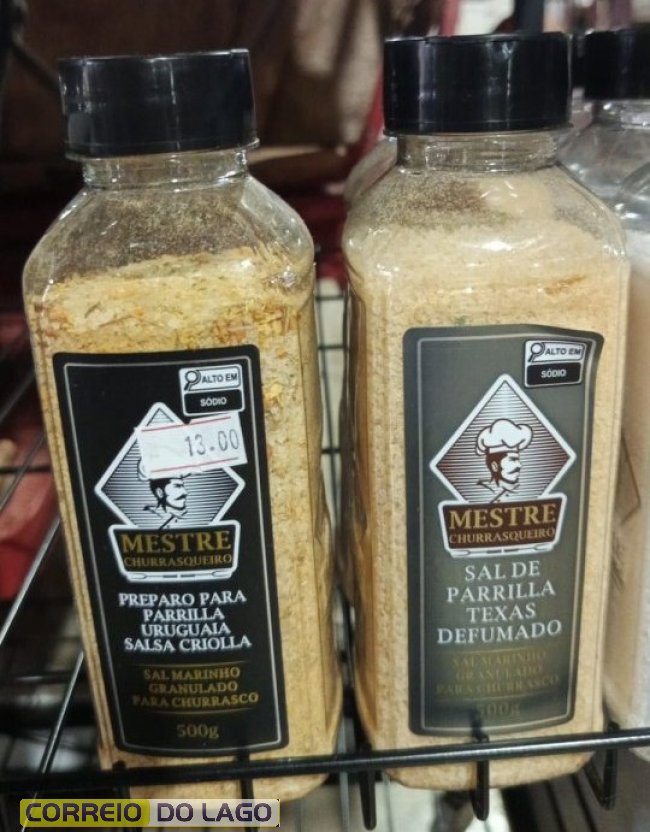 ALTO EM
SÓDIO
13.00
MESTRE
CHURRASQUEIRO
PREPARO PARA
PARRILLA
URUGUAIA
SALSA CRIOLLA
SAL MARINHO
GRANULADO
PARA CHURRASCO
500g
ALTO EM
SÓDIO
MESTRE
CHURRASQUEIRO
SAL DE
PARRILLA
TEXAS
DEFUMADO
SAL MARINHO
GRANULADO
PARA CHURRASCO
500g
CORREIO DO LAGO